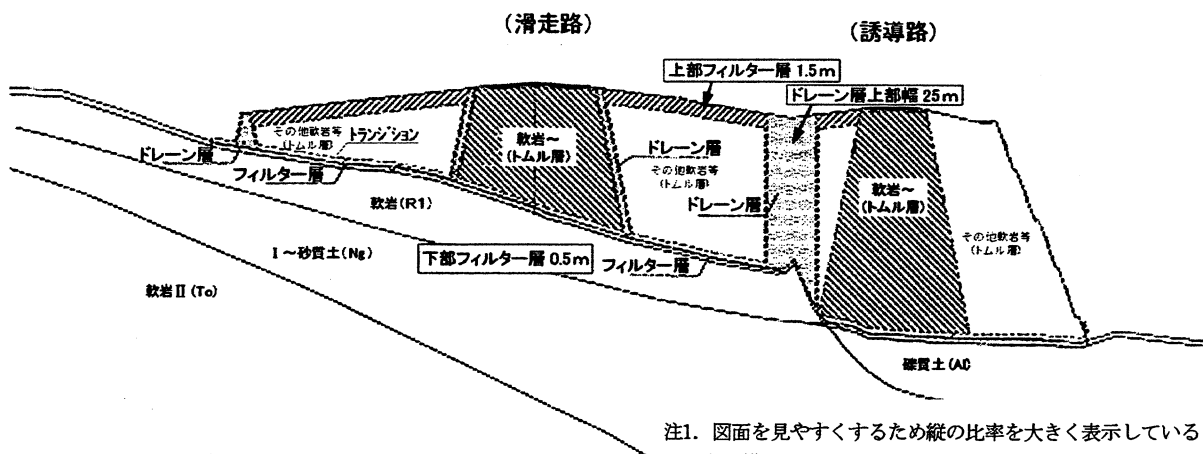 (滑走路)
(誘導路)
上部フィルター層 1.5m
ドレーン層上部幅 25m
その他軟岩等
(トムル層)
トランジション
ドレーン層
フィルター層
軟岩~
(トムル層)
ドレーン層
その他軟岩等
(トムル層)
ドレーン層
軟岩~
(トムル層)
その他軟岩等
(トムル層)
軟岩(R1)
I~砂質土(Ng)
下部フィルター層 0.5m
フィルター層
軟岩Ⅱ(To)
礫質土(Al)
注1. 図面を見やすくするため縦の比率を大きく表示している